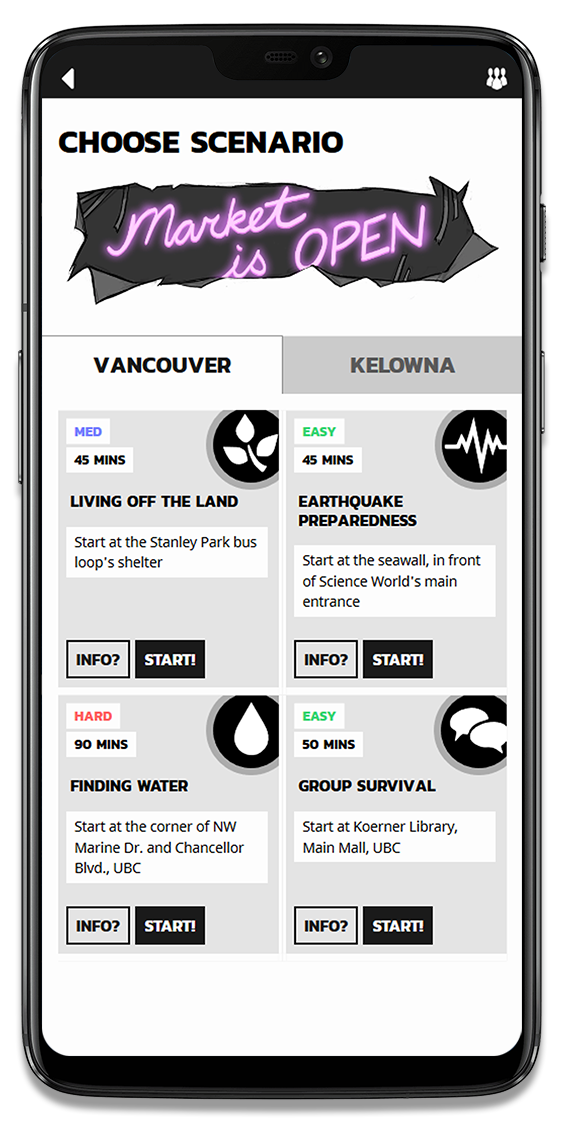 CHOOSE SCENARIO
Market
is OPEN
VANCOUVER
KELOWNA
MED
45 MINS
LIVING OFF THE LAND
Start at the Stanley Park bus
loop's shelter
INFO?
START!
EASY
45 MINS
EARTHQUAKE
PREPAREDNESS
Start at the seawall, in front
of Science World's main
entrance
INFO?
START!
HARD
90 MINS
FINDING WATER
Start at the corner of NW
Marine Dr. and Chancellor
Blvd., UBC
INFO?
START!
EASY
50 MINS
GROUP SURVIVAL
Start at Koerner Library,
Main Mall, UBC
INFO?
START!